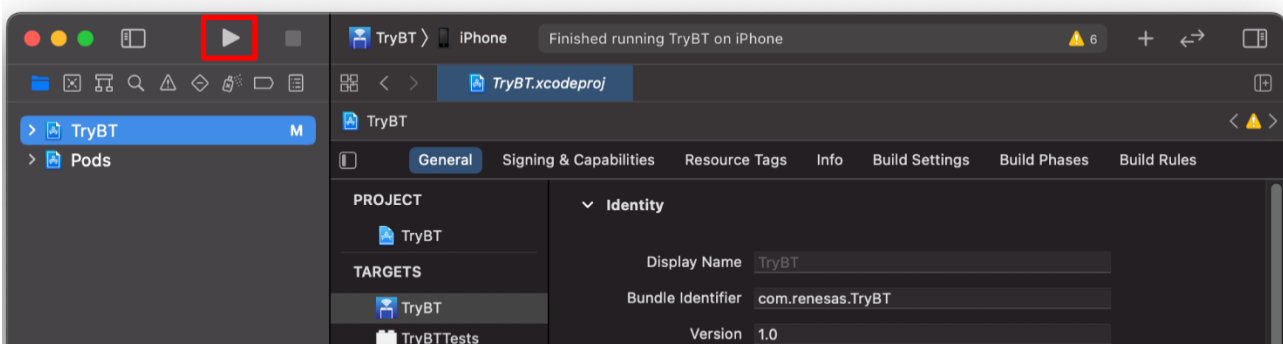 TryBT 〉 iPhone
Finished running TryBT on iPhone
6
TryBT.xcodeproj
TryBT M
TryBT
Pods
General Signing & Capabilities Resource Tags Info Build Settings Build Phases Build Rules
PROJECT
Identity
TryBT
Display Name TryBT
TARGETS
Bundle Identifier com.renesas.TryBT
TryBT
Version 1.0
TryBTTests